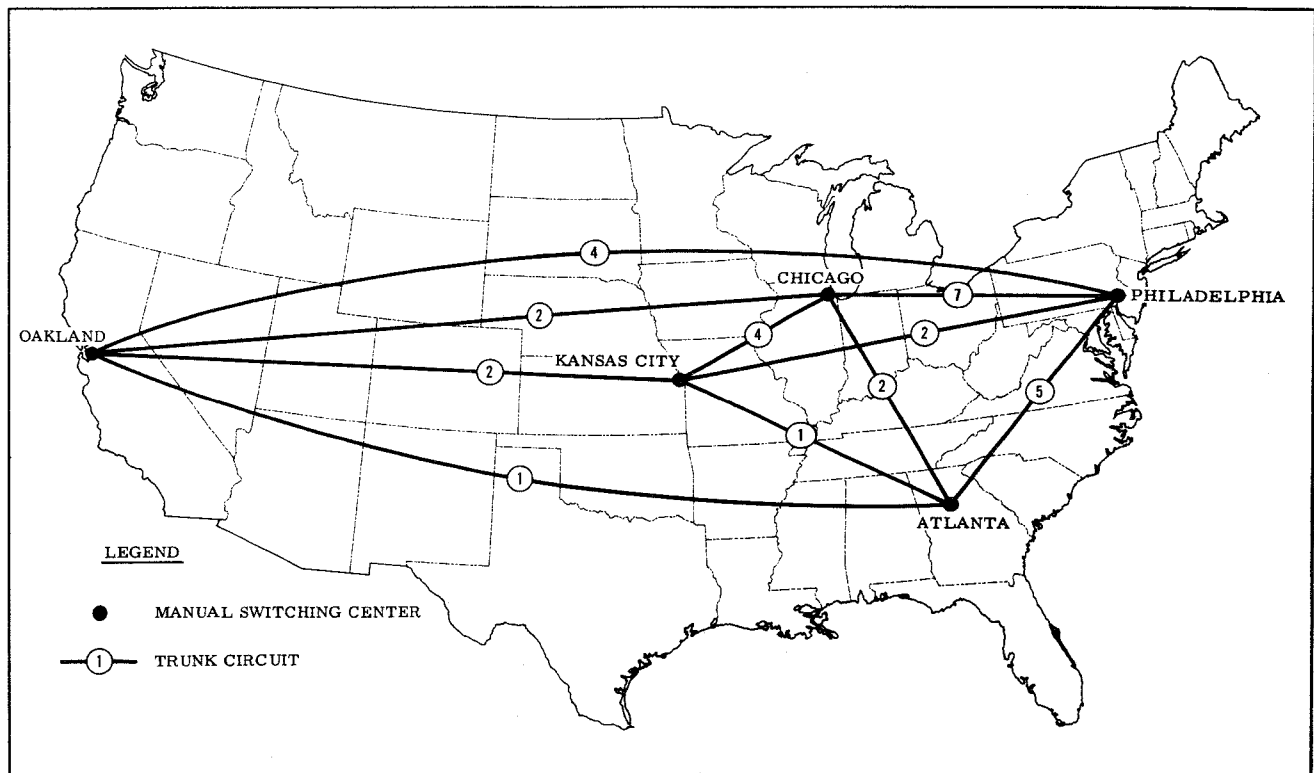 4
CHICAGO
7
PHILADELPHIA
2
OAKLAND
4
2
KANSAS CITY
2
2
5
1
1
ATLANTA
LEGEND
MANUAL SWITCHING CENTER
1 TRUNK CIRCUIT